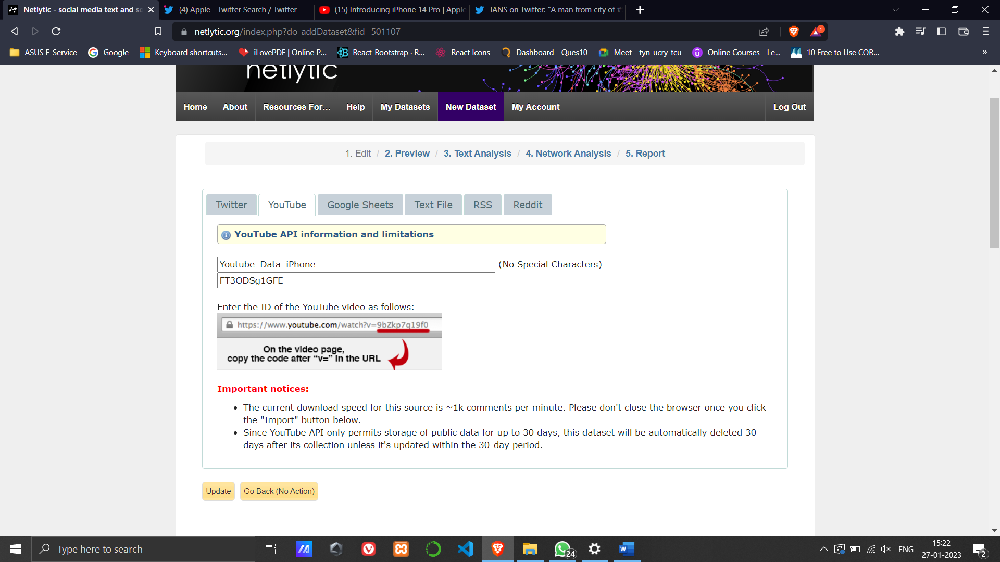 Netlytic - social media text and so
(4) Apple - Twitter Search / Twitter
(15) Introducing iPhone 14 Pro | Apple
IANS on Twitter: "A man from city of #
netlytic.org/index.php?do_addDataset&fid=501107
1
ASUS E-Service
Google
Keyboard shortcuts...
iLovePDF | Online P...
React-Bootstrap · R...
React Icons
Dashboard - Ques10
Meet - tyn-ucry-tcu
Online Courses - Le...
10 Free to Use COR...
»
netlytic
Home
About
Resources For...
Help
My Datasets
New Dataset
My Account
Log Out
1. Edit / 2. Preview / 3. Text Analysis / 4. Network Analysis / 5. Report
Twitter
YouTube
Google Sheets
Text File
RSS
Reddit
YouTube API information and limitations
Youtube_Data_iPhone
(No Special Characters)
FT3ODSg1GFE
Enter the ID of the YouTube video as follows:
https://www.youtube.com/watch?v=9bZkp7q19f0
On the video page,
copy the code after “v=” in the URL
Important notices:
• The current download speed for this source is ~1k comments per minute. Please don't close the browser once you click
the "Import" button below.
• Since YouTube API only permits storage of public data for up to 30 days, this dataset will be automatically deleted 30
days after its collection unless it's updated within the 30-day period.
Update
Go Back (No Action)
Type here to search
24
ENG
15:22
27-01-2023
2